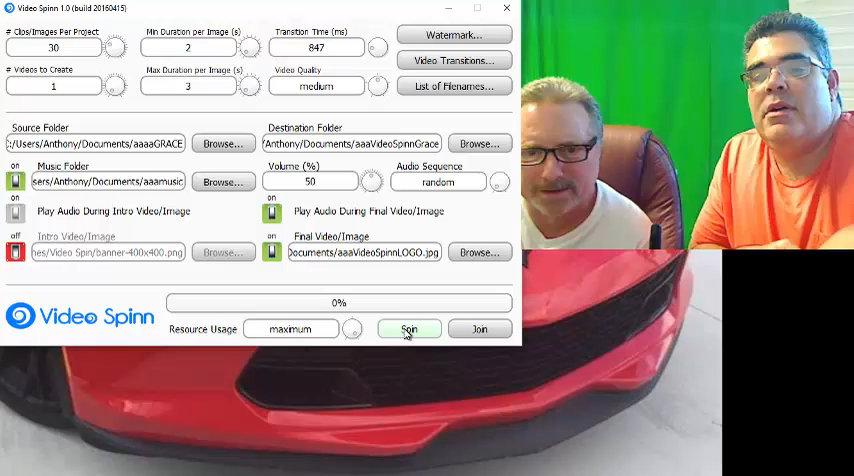 Video Spinn 1.0 (build 20160415)
# Clips/Images Per Project
Min Duration per Image (s)
Transition Time (ms)
30
2
847
Watermark...
# Videos to Create
Max Duration per Image (s)
Video Quality
Video Transitions...
1
3
medium
List of Filenames...
Source Folder
Destination Folder
:/Users/Anthony/Documents/aaaaGRACE
Browse...
/Anthony/Documents/aaaVideoSpinnGrace
Browse...
on
Music Folder
Volume (%)
Audio Sequence
sers/Anthony/Documents/aaamusic
Browse...
50
random
on
Play Audio During Intro Video/Image
on
Play Audio During Final Video/Image
off
Intro Video/Image
on
Final Video/Image
nes/Video Spin/banner-400x400.png
Browse...
Documents/aaaVideoSpinnLOGO.jpg
Browse...
0%
Video Spinn
Resource Usage
maximum
Spin
Join